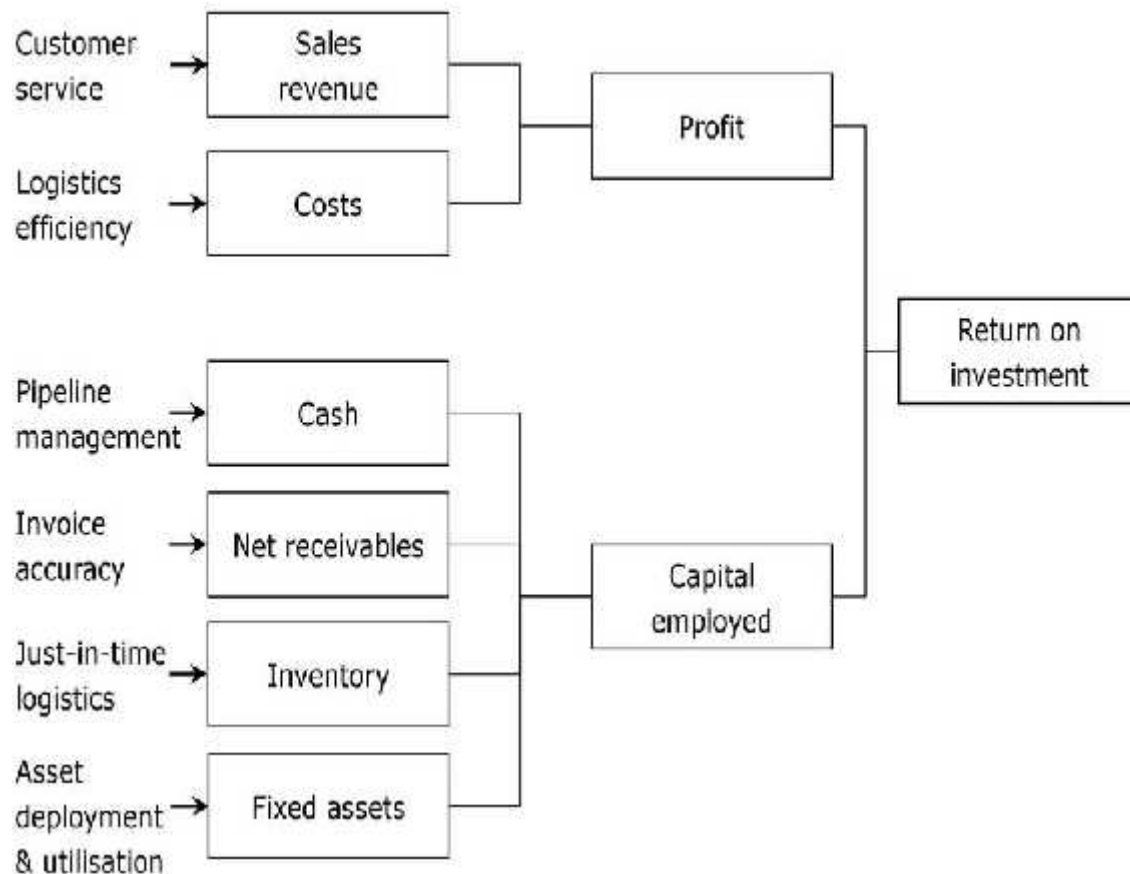 Customer
service
Sales
revenue
Logistics
efficiency
Costs
Profit
Pipeline
management
Cash
Invoice
accuracy
Net receivables
Just-in-time
logistics
Inventory
Asset
deployment
& utilisation
Fixed assets
Capital
employed
Return on
investment